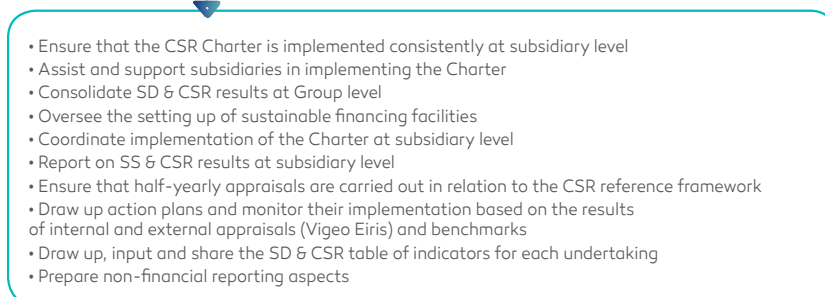 • Ensure that the CSR Charter is implemented consistently at subsidiary level
• Assist and support subsidiaries in implementing the Charter
• Consolidate SD & CSR results at Group level
• Oversee the setting up of sustainable financing facilities
• Coordinate implementation of the Charter at subsidiary level
• Report on SS & CSR results at subsidiary level
• Ensure that half-yearly appraisals are carried out in relation to the CSR reference framework
• Draw up action plans and monitor their implementation based on the results
of internal and external appraisals (Vigeo Eiris) and benchmarks
• Draw up, input and share the SD & CSR table of indicators for each undertaking
• Prepare non-financial reporting aspects